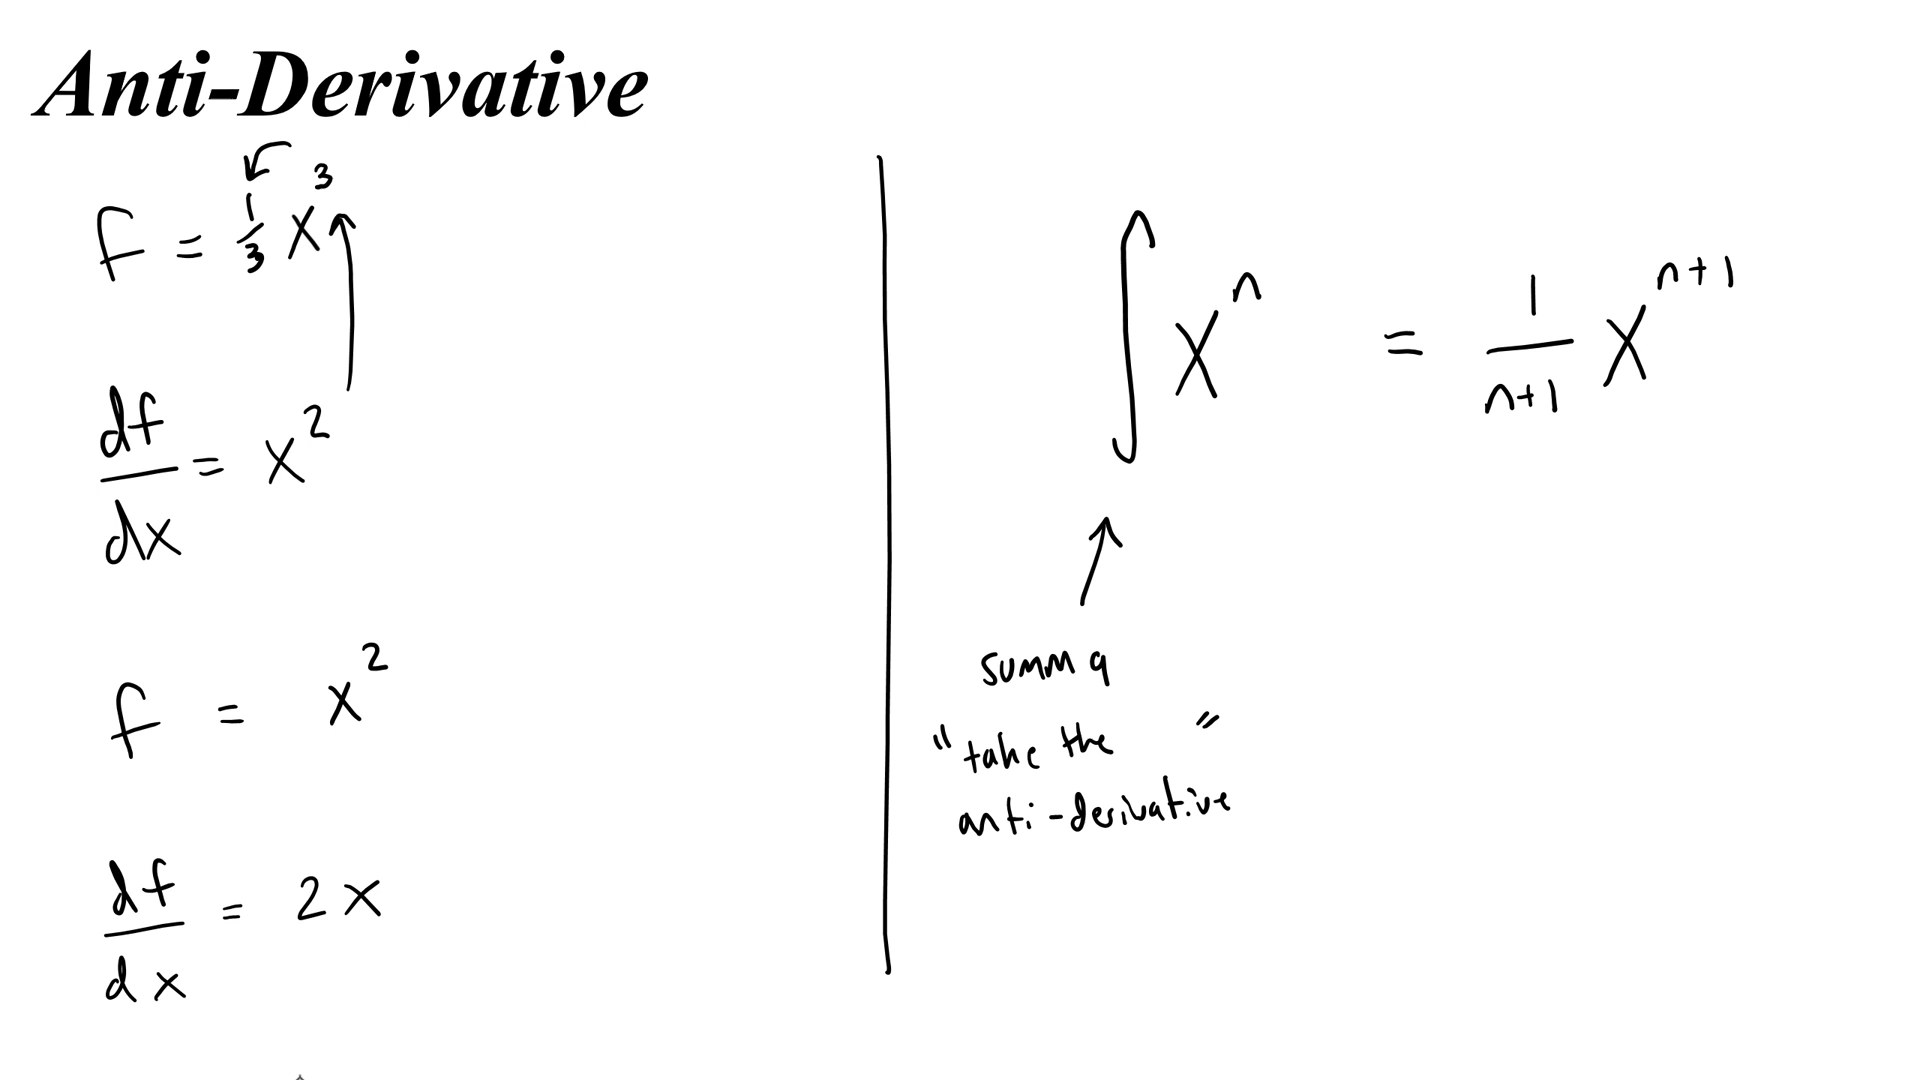 Anti-Derivative
f = 1/3 x^3
df/dx = x^2
f = x^2
df/dx = 2x
∫ x^n = 1/(n+1) x^(n+1)
"take the "
anti-derivative